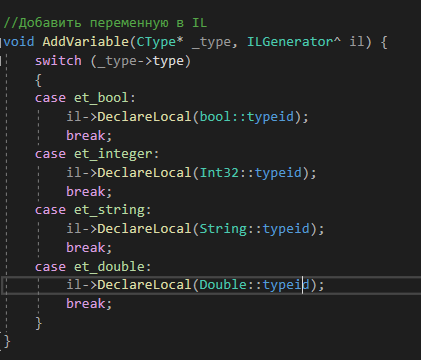 //Добавить переменную в IL
void AddVariable(CType* _type, ILGenerator^ il) {
switch (_type->type)
{
case et_bool:
il->DeclareLocal(bool::typeid);
break;
case et_integer:
il->DeclareLocal(Int32::typeid);
break;
case et_string:
il->DeclareLocal(String::typeid);
break;
case et_double:
il->DeclareLocal(Double::typeid);
break;
}
}